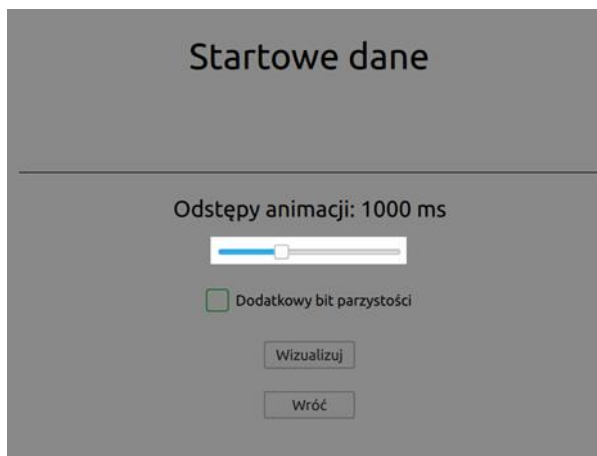 Startowe dane
Odstępy animacji: 1000 ms
Dodatkowy bit parzystości
Wizualizuj
Wróć